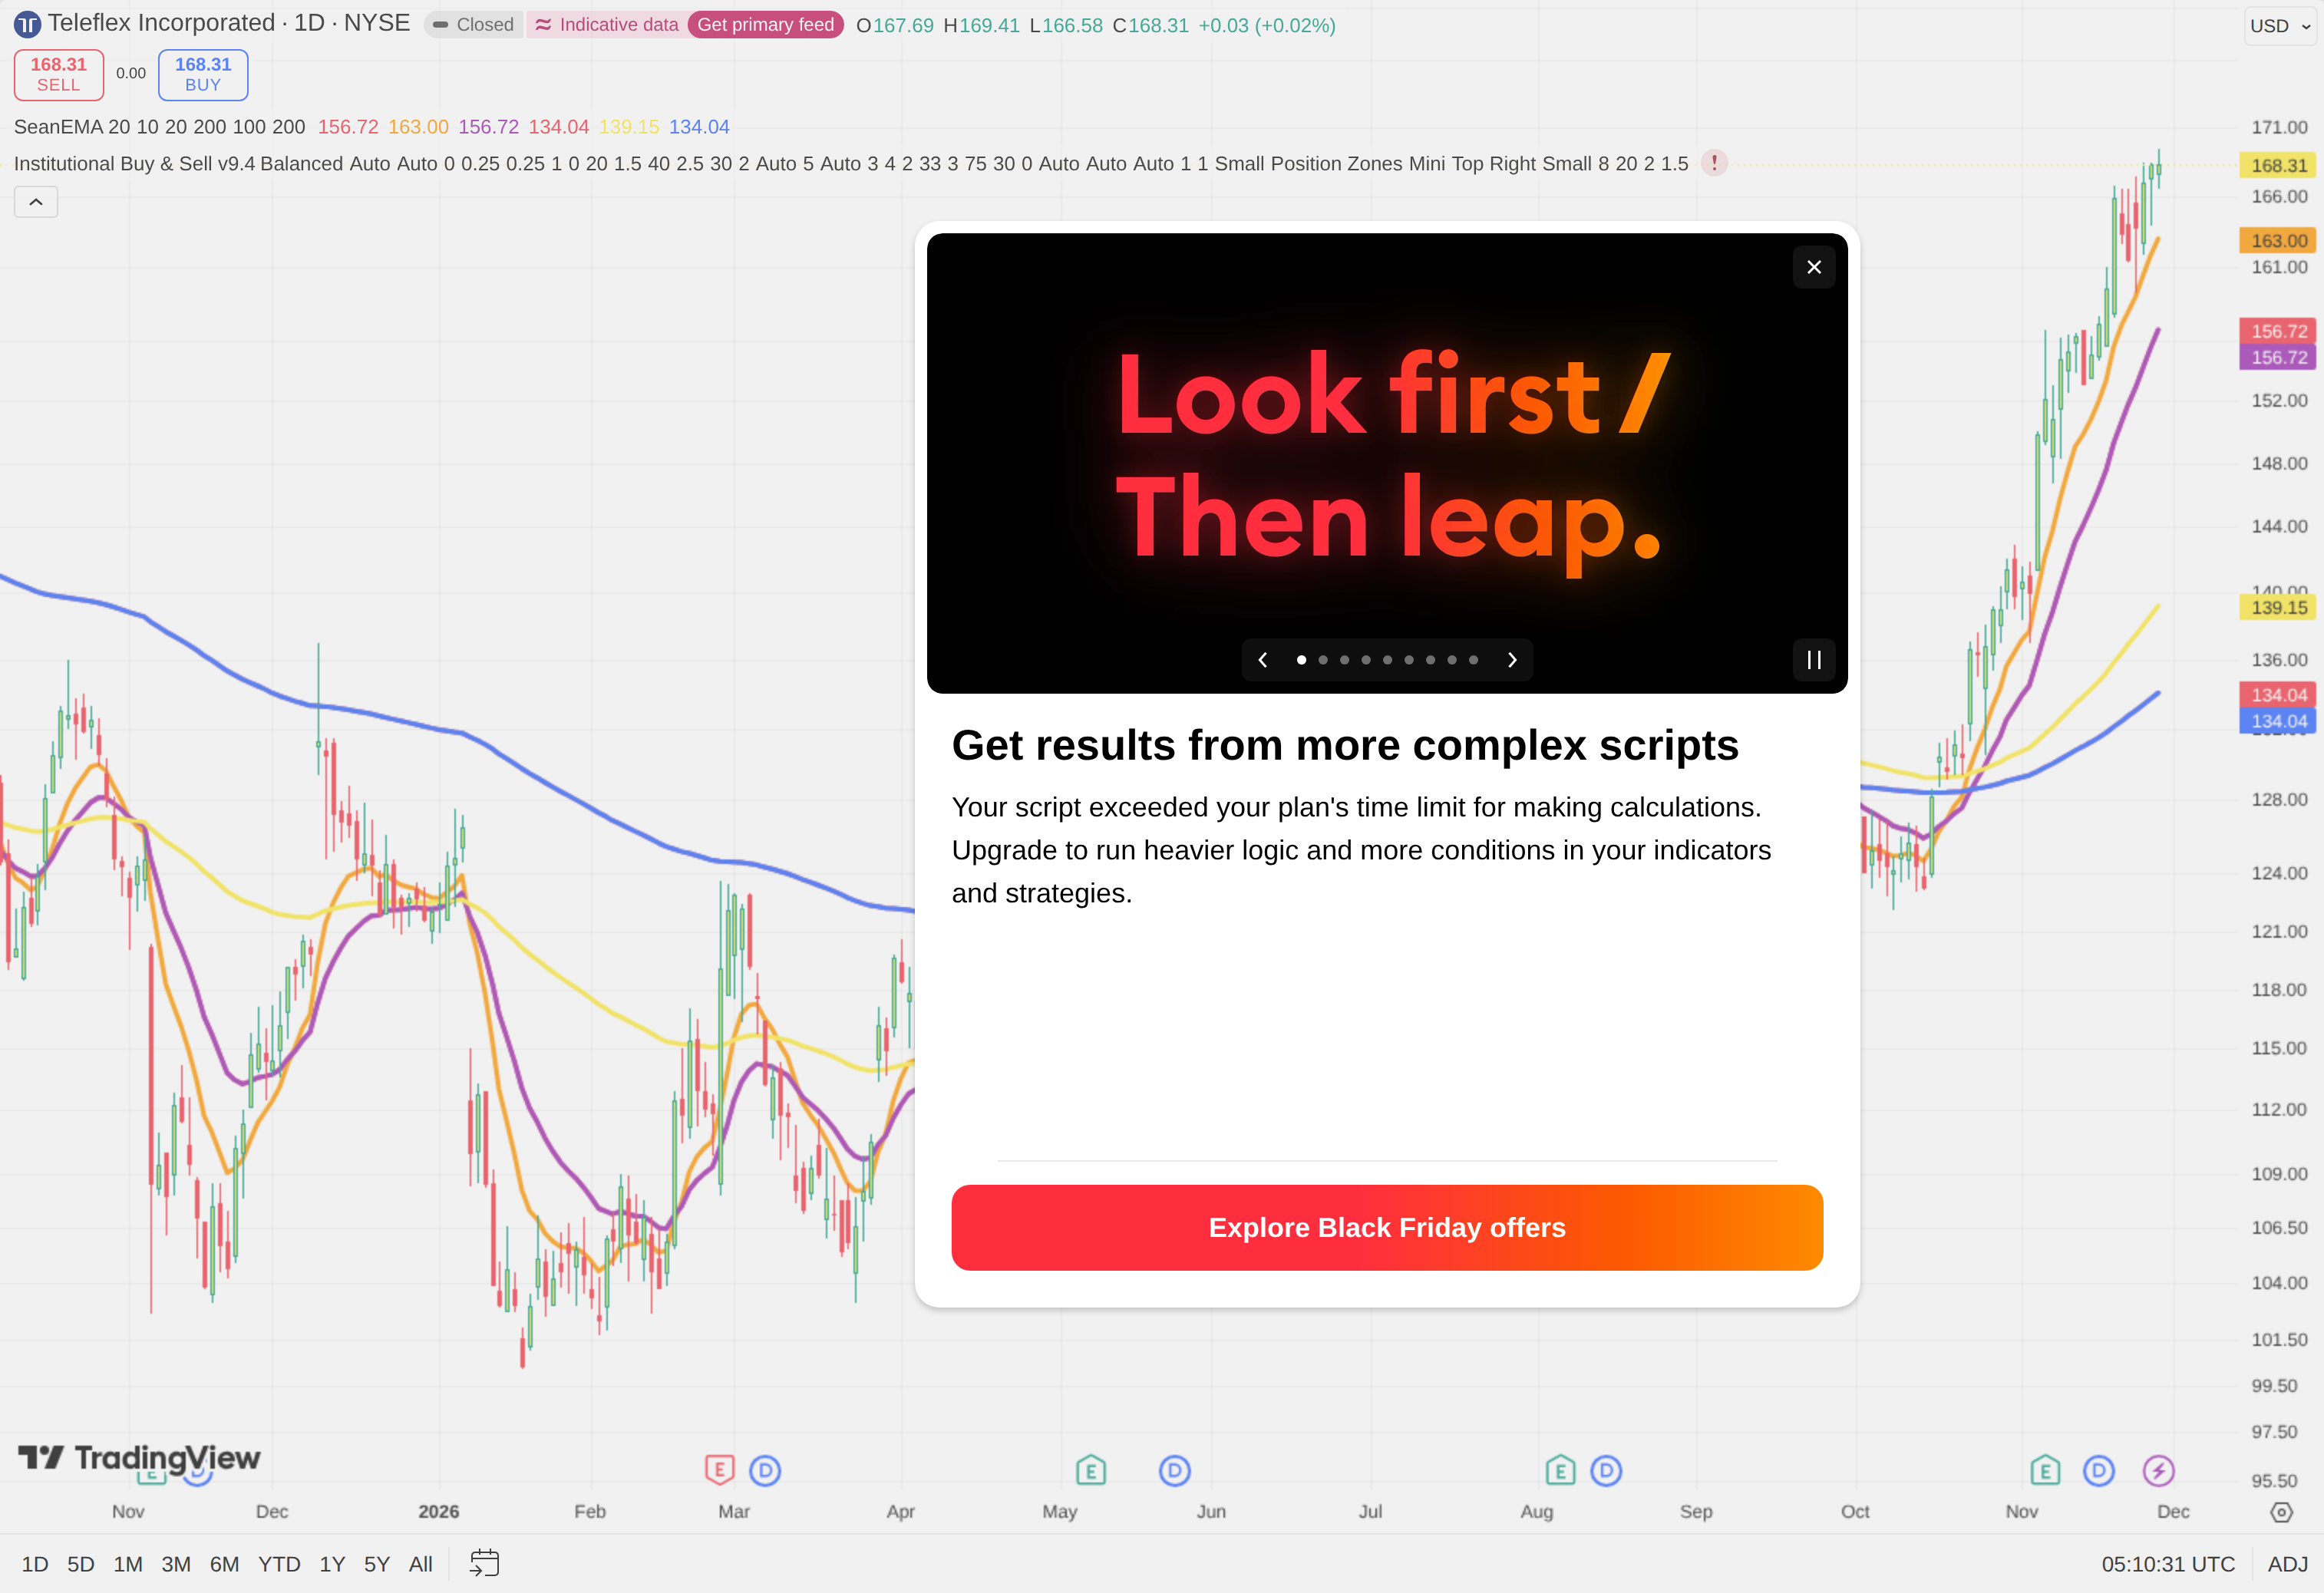 Teleflex Incorporated · 1D · NYSE Closed Indicative data Get primary feed O167.69 H169.41 L166.58 C168.31 +0.03 (+0.02%)
USD
168.31 SELL
0.00
168.31 BUY
SeanEMA 20 10 20 200 100 200 156.72 163.00 156.72 134.04 139.15 134.04
Institutional Buy & Sell v9.4 Balanced Auto Auto 0 0.25 0.25 1 0 20 1.5 40 2.5 30 2 Auto 5 Auto 3 4 2 33 3 75 30 0 Auto Auto Auto 1 1 Small Position Zones Mini Top Right Small 8 20 2 1.5
Look first /
Then leap.
Get results from more complex scripts
Your script exceeded your plan's time limit for making calculations.
Upgrade to run heavier logic and more conditions in your indicators
and strategies.
Explore Black Friday offers
171.00
168.31
166.00
163.00
161.00
156.72
156.72
152.00
148.00
144.00
140.00
139.15
136.00
134.04
134.04
128.00
124.00
121.00
118.00
115.00
112.00
109.00
106.50
104.00
101.50
99.50
97.50
95.50
TradingView
E D E D E D E D E D
Nov Dec 2026 Feb Mar Apr May Jun Jul Aug Sep Oct Nov Dec
1D 5D 1M 3M 6M YTD 1Y 5Y All
05:10:31 UTC ADJ